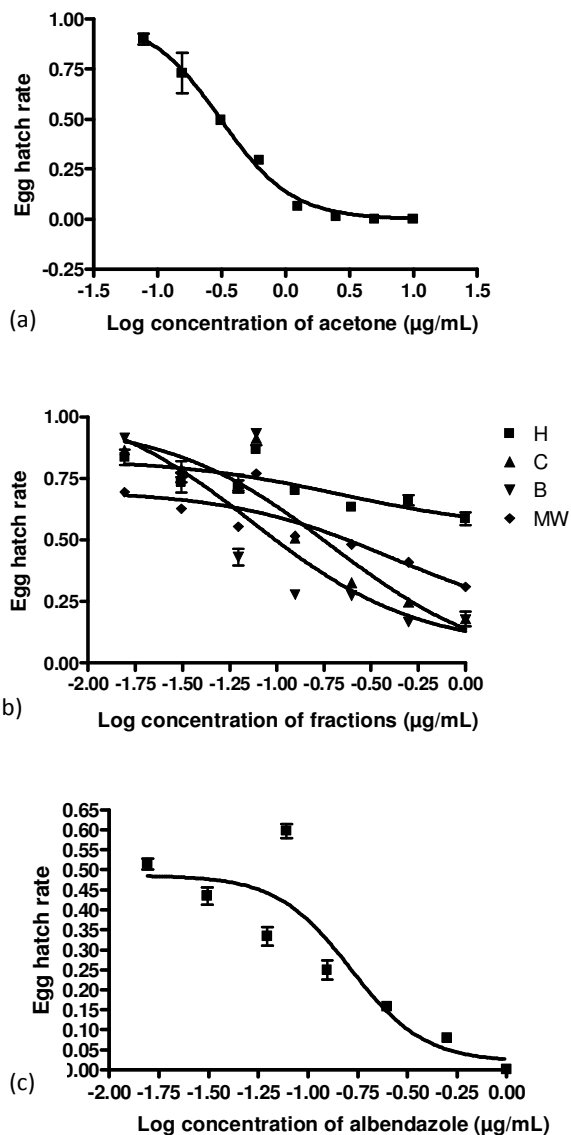 1.00
0.75
0.50
0.25
0.00
-0.25
Egg hatch rate
-1.5 -1.0 -0.5 0.0 0.5 1.0 1.5
(a)
Log concentration of acetone (µg/mL)
1.00
0.75
0.50
0.25
0.00
Egg hatch rate
H
C
B
MW
-2.00 -1.75 -1.50 -1.25 -1.00 -0.75 -0.50 -0.25 0.00
b)
Log concentration of fractions (µg/mL)
0.65
0.60
0.55
0.50
0.45
0.40
0.35
0.30
0.25
0.20
0.15
0.10
0.05
0.00
Egg hatch rate
-2.00 -1.75 -1.50 -1.25 -1.00 -0.75 -0.50 -0.25 0.00
(c)
Log concentration of albendazole (µg/mL)